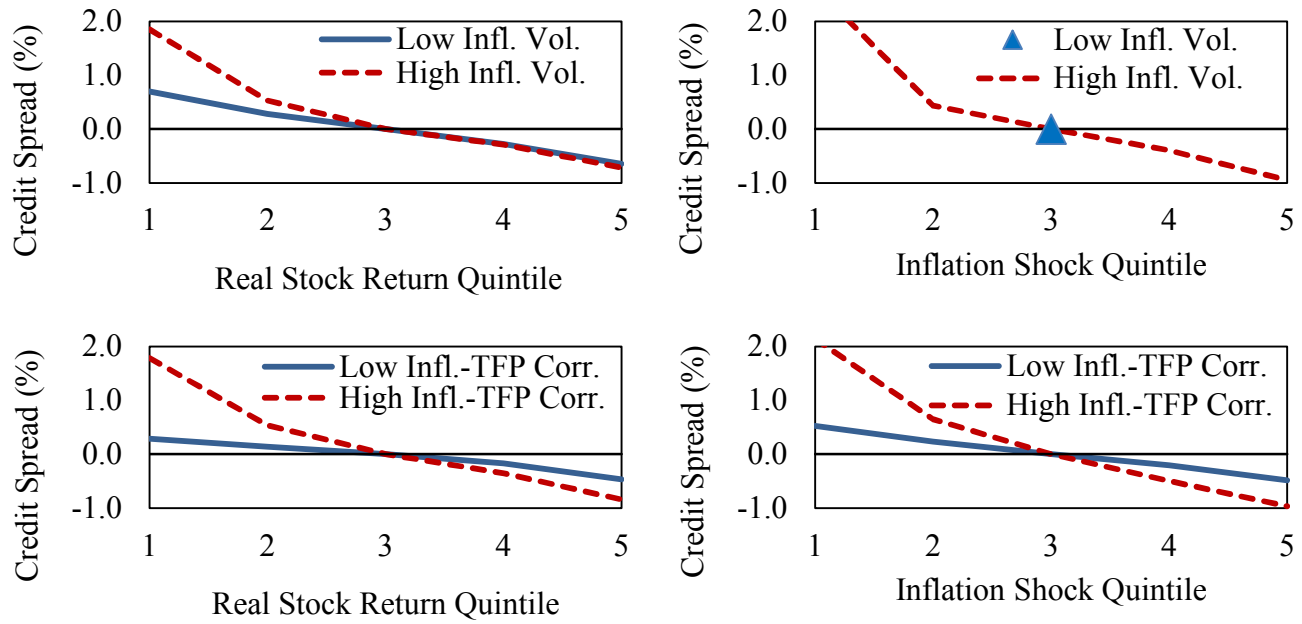 2.0
1.0
0.0
-1.0
Credit Spread (%)
Low Infl. Vol.
High Infl. Vol.
1 2 3 4 5
Real Stock Return Quintile
2.0
1.0
0.0
-1.0
Credit Spread (%)
Low Infl. Vol.
High Infl. Vol.
1 2 3 4 5
Inflation Shock Quintile
2.0
1.0
0.0
-1.0
Credit Spread (%)
Low Infl.-TFP Corr.
High Infl.-TFP Corr.
1 2 3 4 5
Real Stock Return Quintile
2.0
1.0
0.0
-1.0
Credit Spread (%)
Low Infl.-TFP Corr.
High Infl.-TFP Corr.
1 2 3 4 5
Inflation Shock Quintile